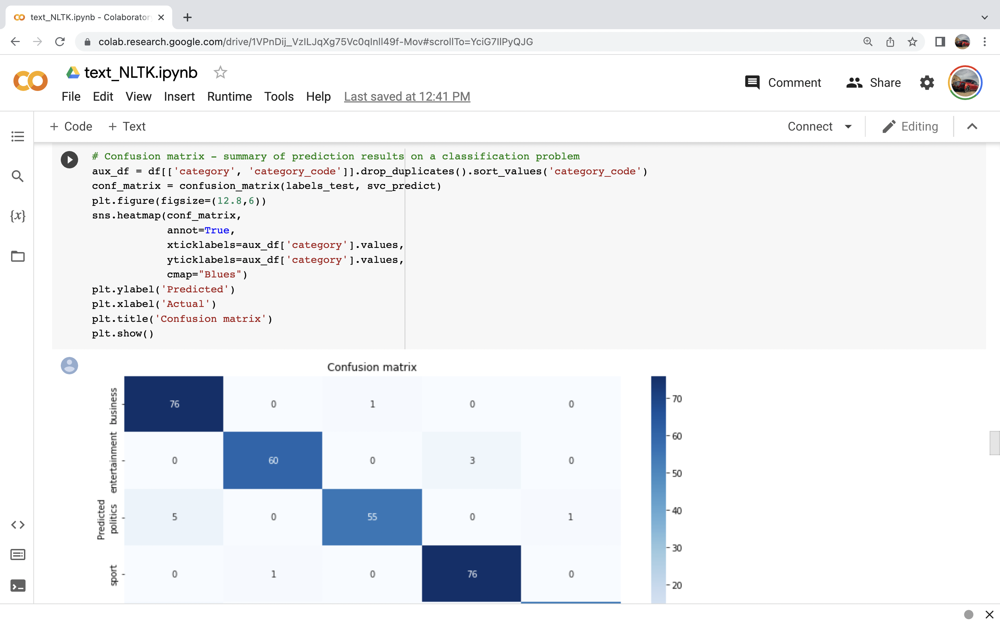 text_NLTK.ipynb - Colaboratory
colab.research.google.com/drive/1VPnDij_VzILJqXg75Vc0qInlI49f-Mov#scrollTo=YciG7IlPyQJG
text_NLTK.ipynb
Comment
Share
File Edit View Insert Runtime Tools Help Last saved at 12:41 PM
+ Code + Text
Connect
Editing
# Confusion matrix - summary of prediction results on a classification problem
aux_df = df[['category', 'category_code']].drop_duplicates().sort_values('category_code')
conf_matrix = confusion_matrix(labels_test, svc_predict)
plt.figure(figsize=(12.8,6))
sns.heatmap(conf_matrix,
            annot=True,
            xticklabels=aux_df['category'].values,
            yticklabels=aux_df['category'].values,
            cmap="Blues")
plt.ylabel('Predicted')
plt.xlabel('Actual')
plt.title('Confusion matrix')
plt.show()
{x}
Confusion matrix
business 76 0 1 0 0
entertainment 0 60 0 3 0
Predicted
politics 5 0 55 0 1
sport 0 1 0 76 0
70
60
50
40
30
20